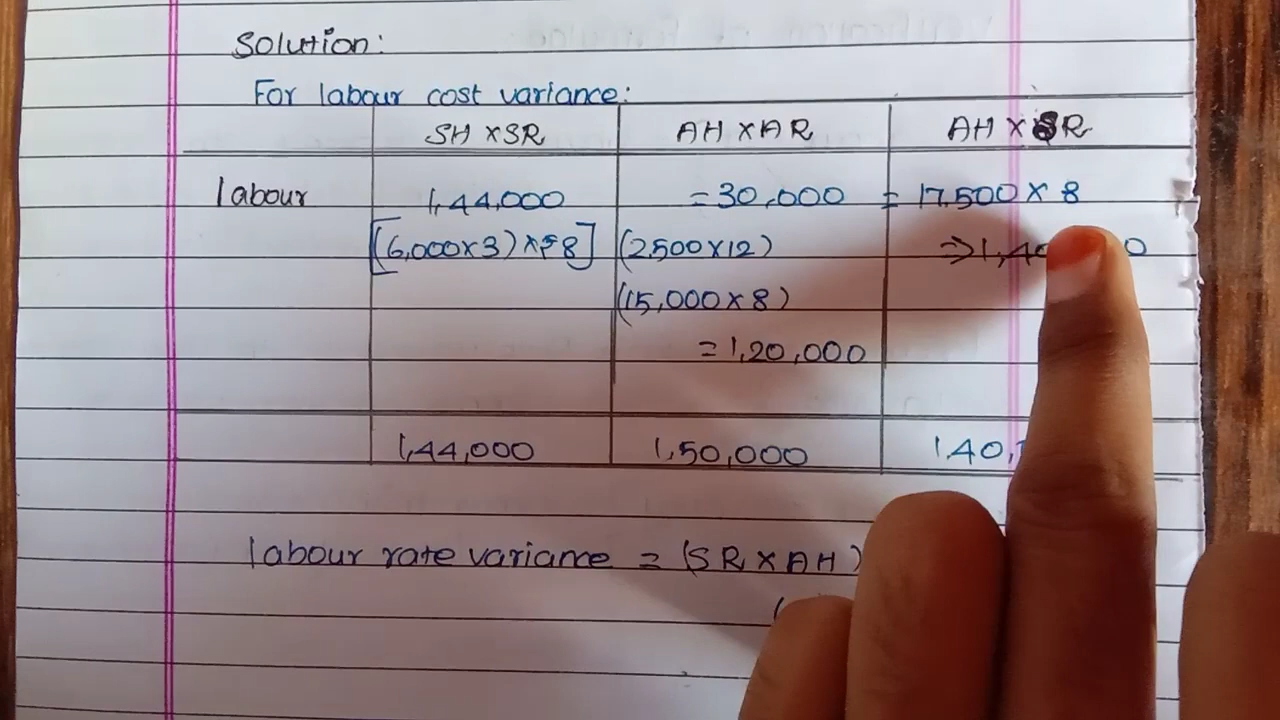 Solution:
For labour cost variance:
SH X SR AH X AR AH X SR
labour 1,44,000 = 30,000 = 17,500 X 8
[(6,000 X 3) X 8] (2,500 X 12) ⇒
(15,000 X 8)
= 1,20,000
1,44,000 1,50,000
labour rate variance = (SR X AH)